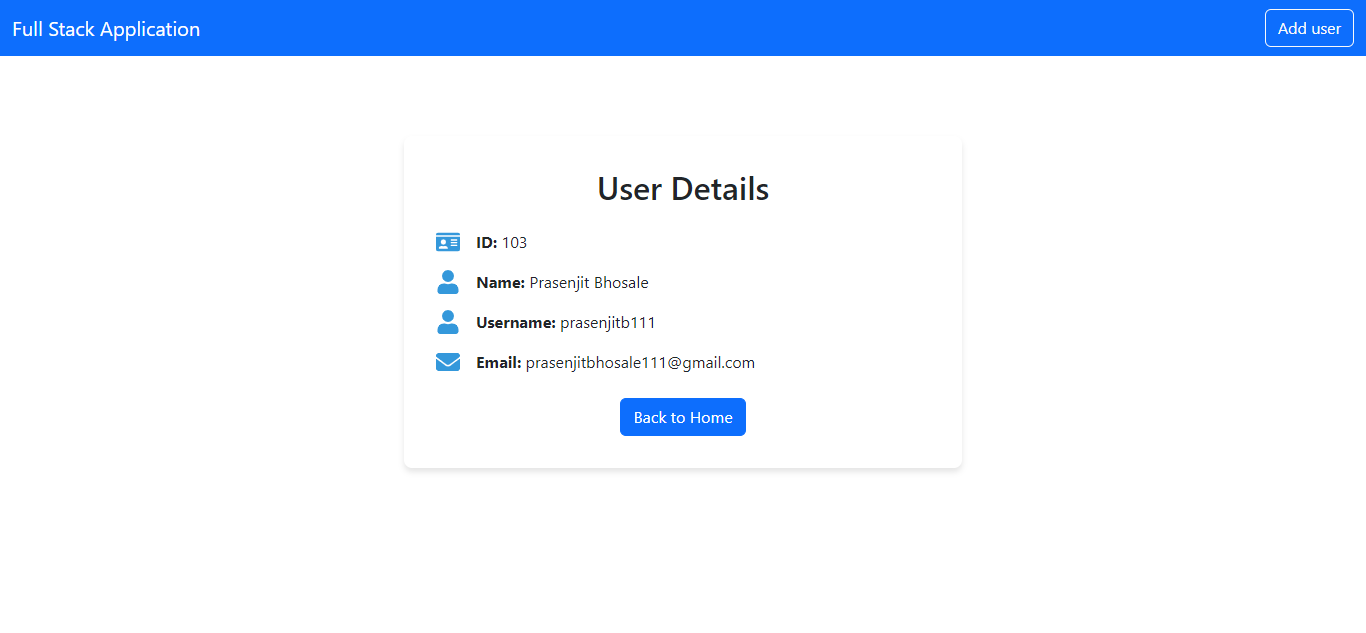 Full Stack Application
Add user
User Details
ID: 103
Name: Prasenjit Bhosale
Username: prasenjitb111
Email: prasenjitbhosale111@gmail.com
Back to Home